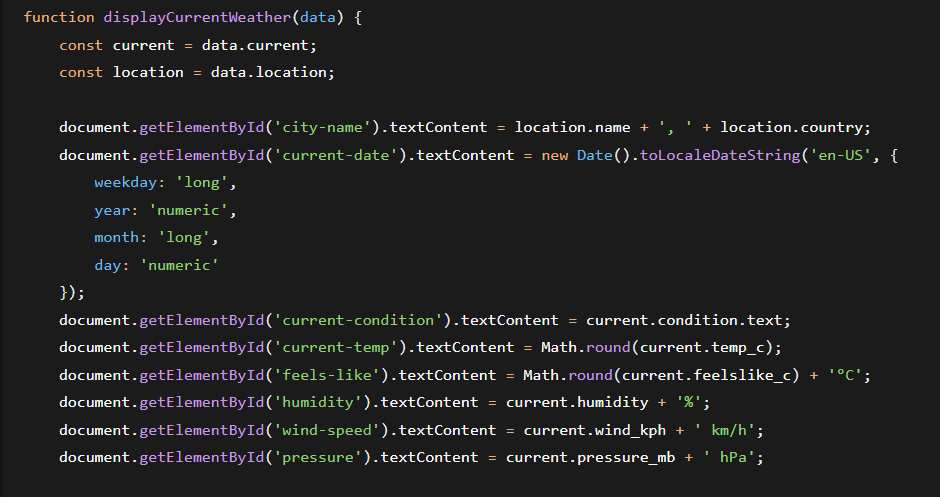 function displayCurrentWeather(data) {
    const current = data.current;
    const location = data.location;

    document.getElementById('city-name').textContent = location.name + ', ' + location.country;
    document.getElementById('current-date').textContent = new Date().toLocaleDateString('en-US', {
        weekday: 'long',
        year: 'numeric',
        month: 'long',
        day: 'numeric'
    });
    document.getElementById('current-condition').textContent = current.condition.text;
    document.getElementById('current-temp').textContent = Math.round(current.temp_c);
    document.getElementById('feels-like').textContent = Math.round(current.feelslike_c) + '°C';
    document.getElementById('humidity').textContent = current.humidity + '%';
    document.getElementById('wind-speed').textContent = current.wind_kph + ' km/h';
    document.getElementById('pressure').textContent = current.pressure_mb + ' hPa';